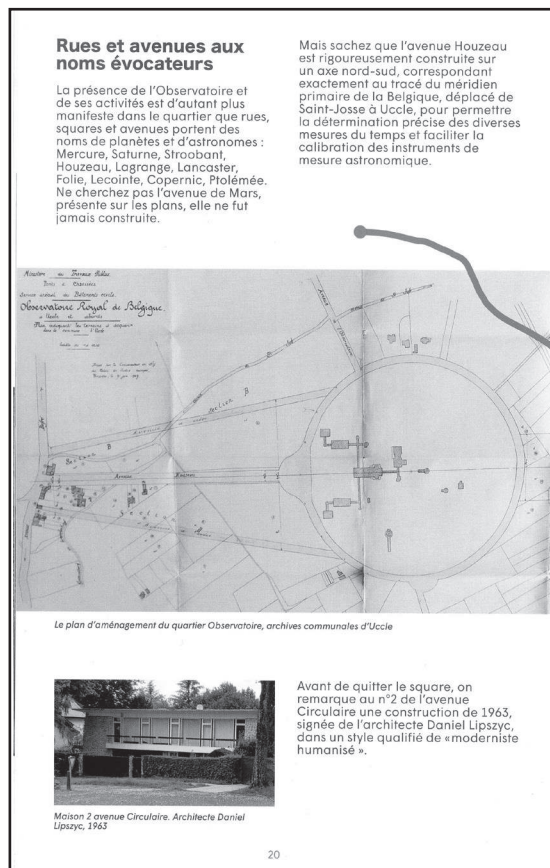 Rues et avenues aux
noms évocateurs
La présence de l'Observatoire et
de ses activités est d'autant plus
manifeste dans le quartier que rues,
squares et avenues portent des
noms de planètes et d'astronomes :
Mercure, Saturne, Stroobant,
Houzeau, Lagrange, Lancaster,
Folie, Lecointe, Copernic, Ptolémée.
Ne cherchez pas l'avenue de Mars,
présente sur les plans, elle ne fut
jamais construite.
Mais sachez que l'avenue Houzeau
est rigoureusement construite sur
un axe nord-sud, correspondant
exactement au tracé du méridien
primaire de la Belgique, déplacé de
Saint-Josse à Uccle, pour permettre
la détermination précise des diverses
mesures du temps et faciliter la
calibration des instruments de
mesure astronomique.
Observatoire Royal de Belgique.
Section B
Section B
Avenue Houzeau
Le plan d'aménagement du quartier Observatoire, archives communales d'Uccle
Avant de quitter le square, on
remarque au n°2 de l'avenue
Circulaire une construction de 1963,
signée de l'architecte Daniel Lipszyc,
dans un style qualifié de «moderniste
humanisé ».
Maison 2 avenue Circulaire. Architecte Daniel
Lipszyc, 1963
20